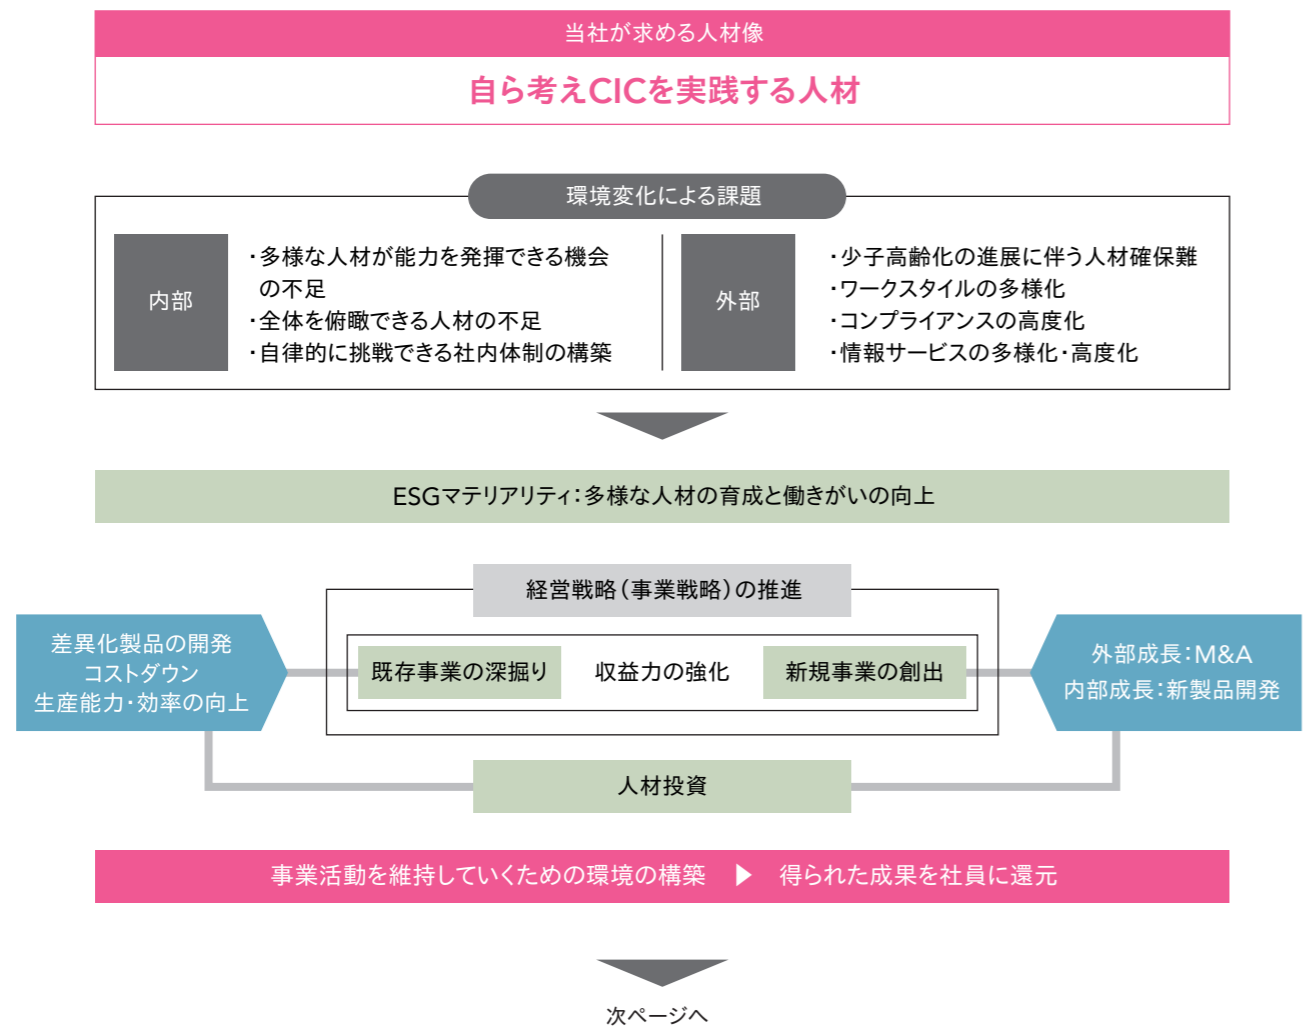 当社が求める人材像
自ら考えCICを実践する人材
環境変化による課題
内部
・多様な人材が能力を発揮できる機会
の不足
・全体を俯瞰できる人材の不足
・自律的に挑戦できる社内体制の構築
外部
・少子高齢化の進展に伴う人材確保難
・ワークスタイルの多様化
・コンプライアンスの高度化
・情報サービスの多様化・高度化
ESGマテリアリティ：多様な人材の育成と働きがいの向上
経営戦略（事業戦略）の推進
差異化製品の開発
コストダウン
生産能力・効率の向上
既存事業の深掘り
収益力の強化
新規事業の創出
外部成長：M&A
内部成長：新製品開発
人材投資
事業活動を維持していくための環境の構築 ▶ 得られた成果を社員に還元
次ページへ